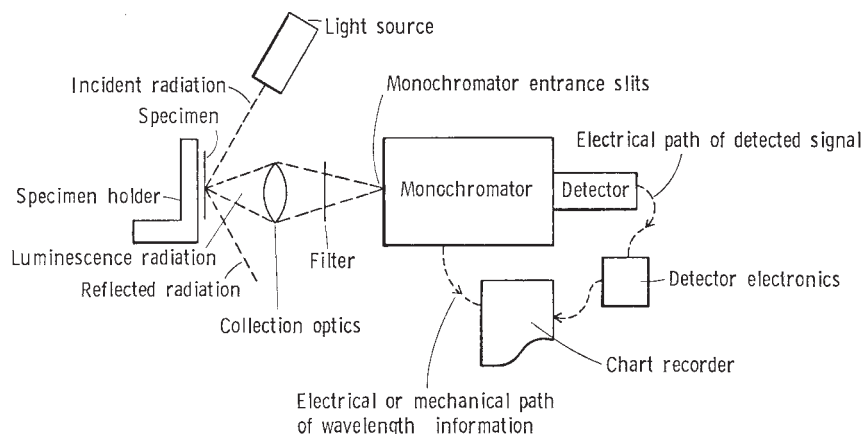 Light source
Incident radiation
Monochromator entrance slits
Specimen
Electrical path of detected signal
Specimen holder
Monochromator
Detector
Luminescence radiation
Filter
Reflected radiation
Detector electronics
Collection optics
Chart recorder
Electrical or mechanical path
of wavelength information